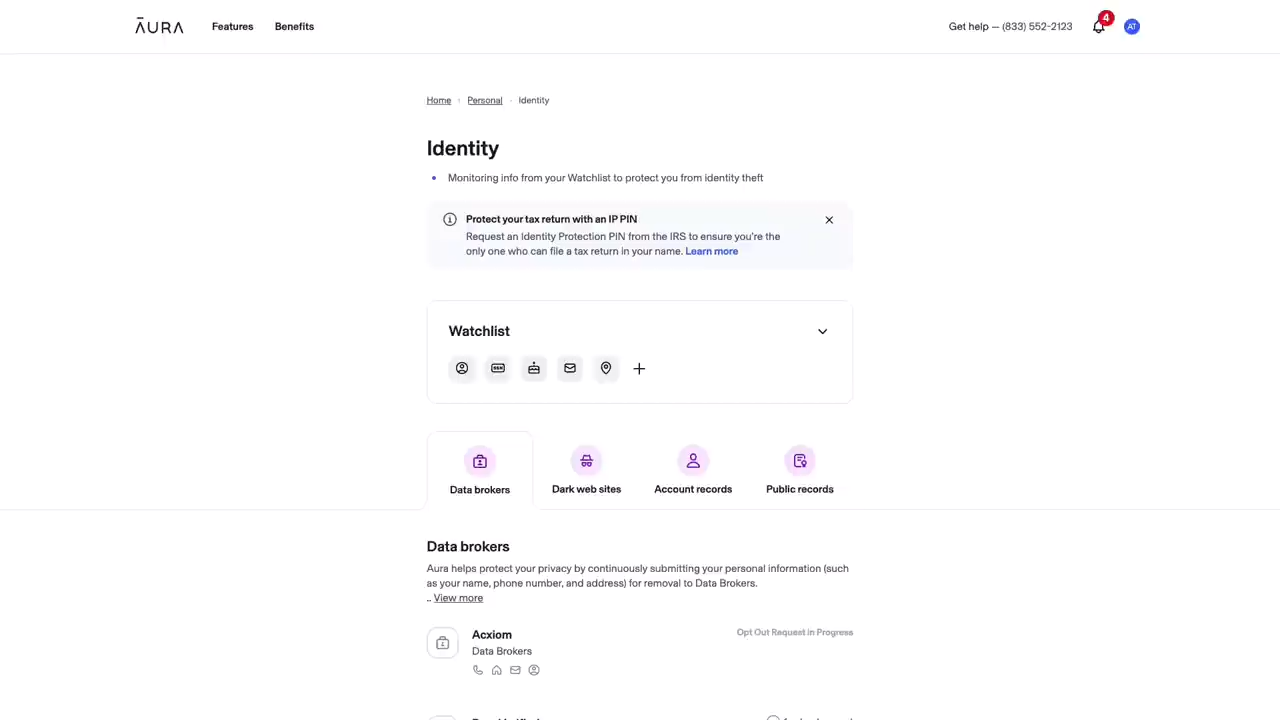 ĀURA Features Benefits Get help — (833) 552-2123 4 AT
Home Personal Identity
Identity
Monitoring info from your Watchlist to protect you from identity theft
Protect your tax return with an IP PIN
Request an Identity Protection PIN from the IRS to ensure you're the
only one who can file a tax return in your name. Learn more
Watchlist
SSN
Data brokers Dark web sites Account records Public records
Data brokers
Aura helps protect your privacy by continuously submitting your personal information (such
as your name, phone number, and address) for removal to Data Brokers.
.. View more
Acxiom Opt Out Request in Progress
Data Brokers